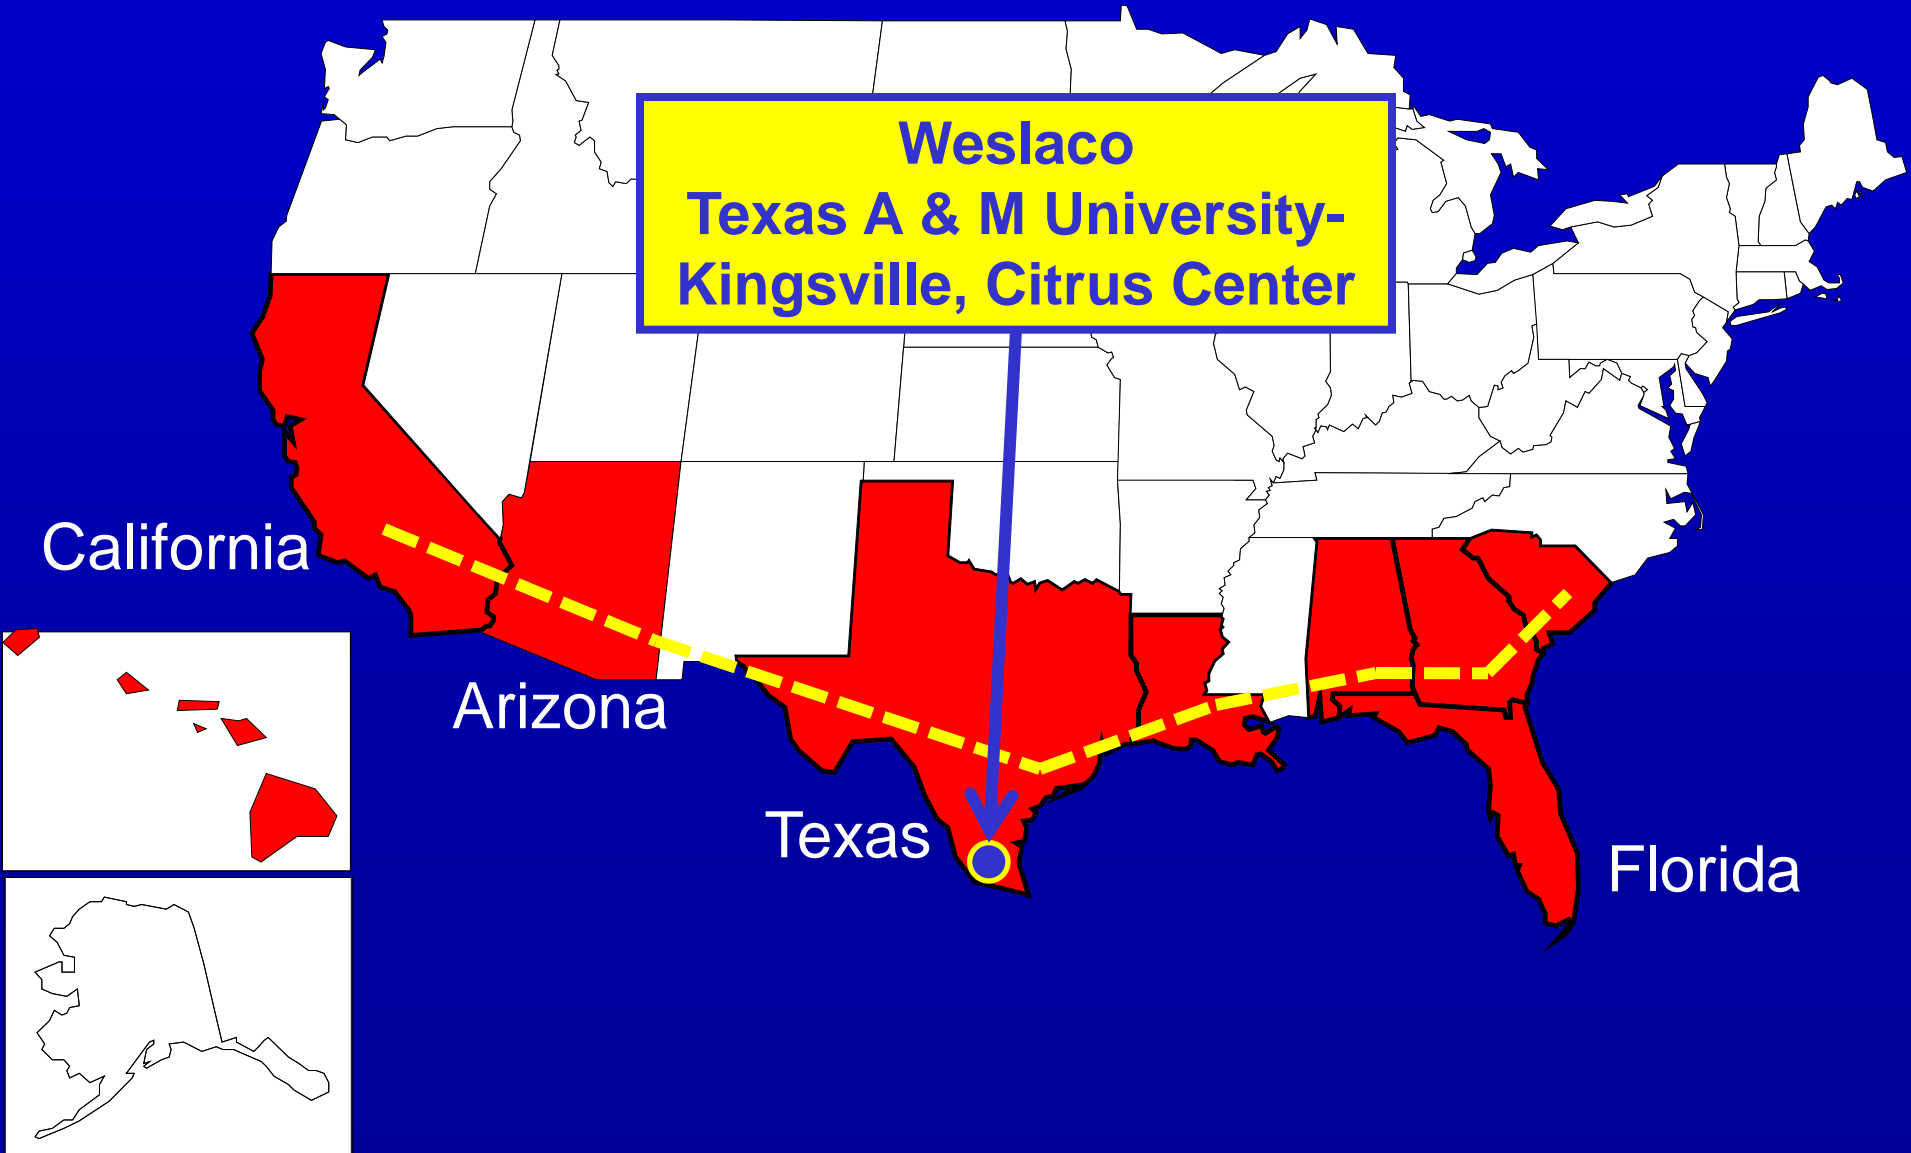 Weslaco
Texas A & M University-
Kingsville, Citrus Center
California
Arizona
Texas
Florida